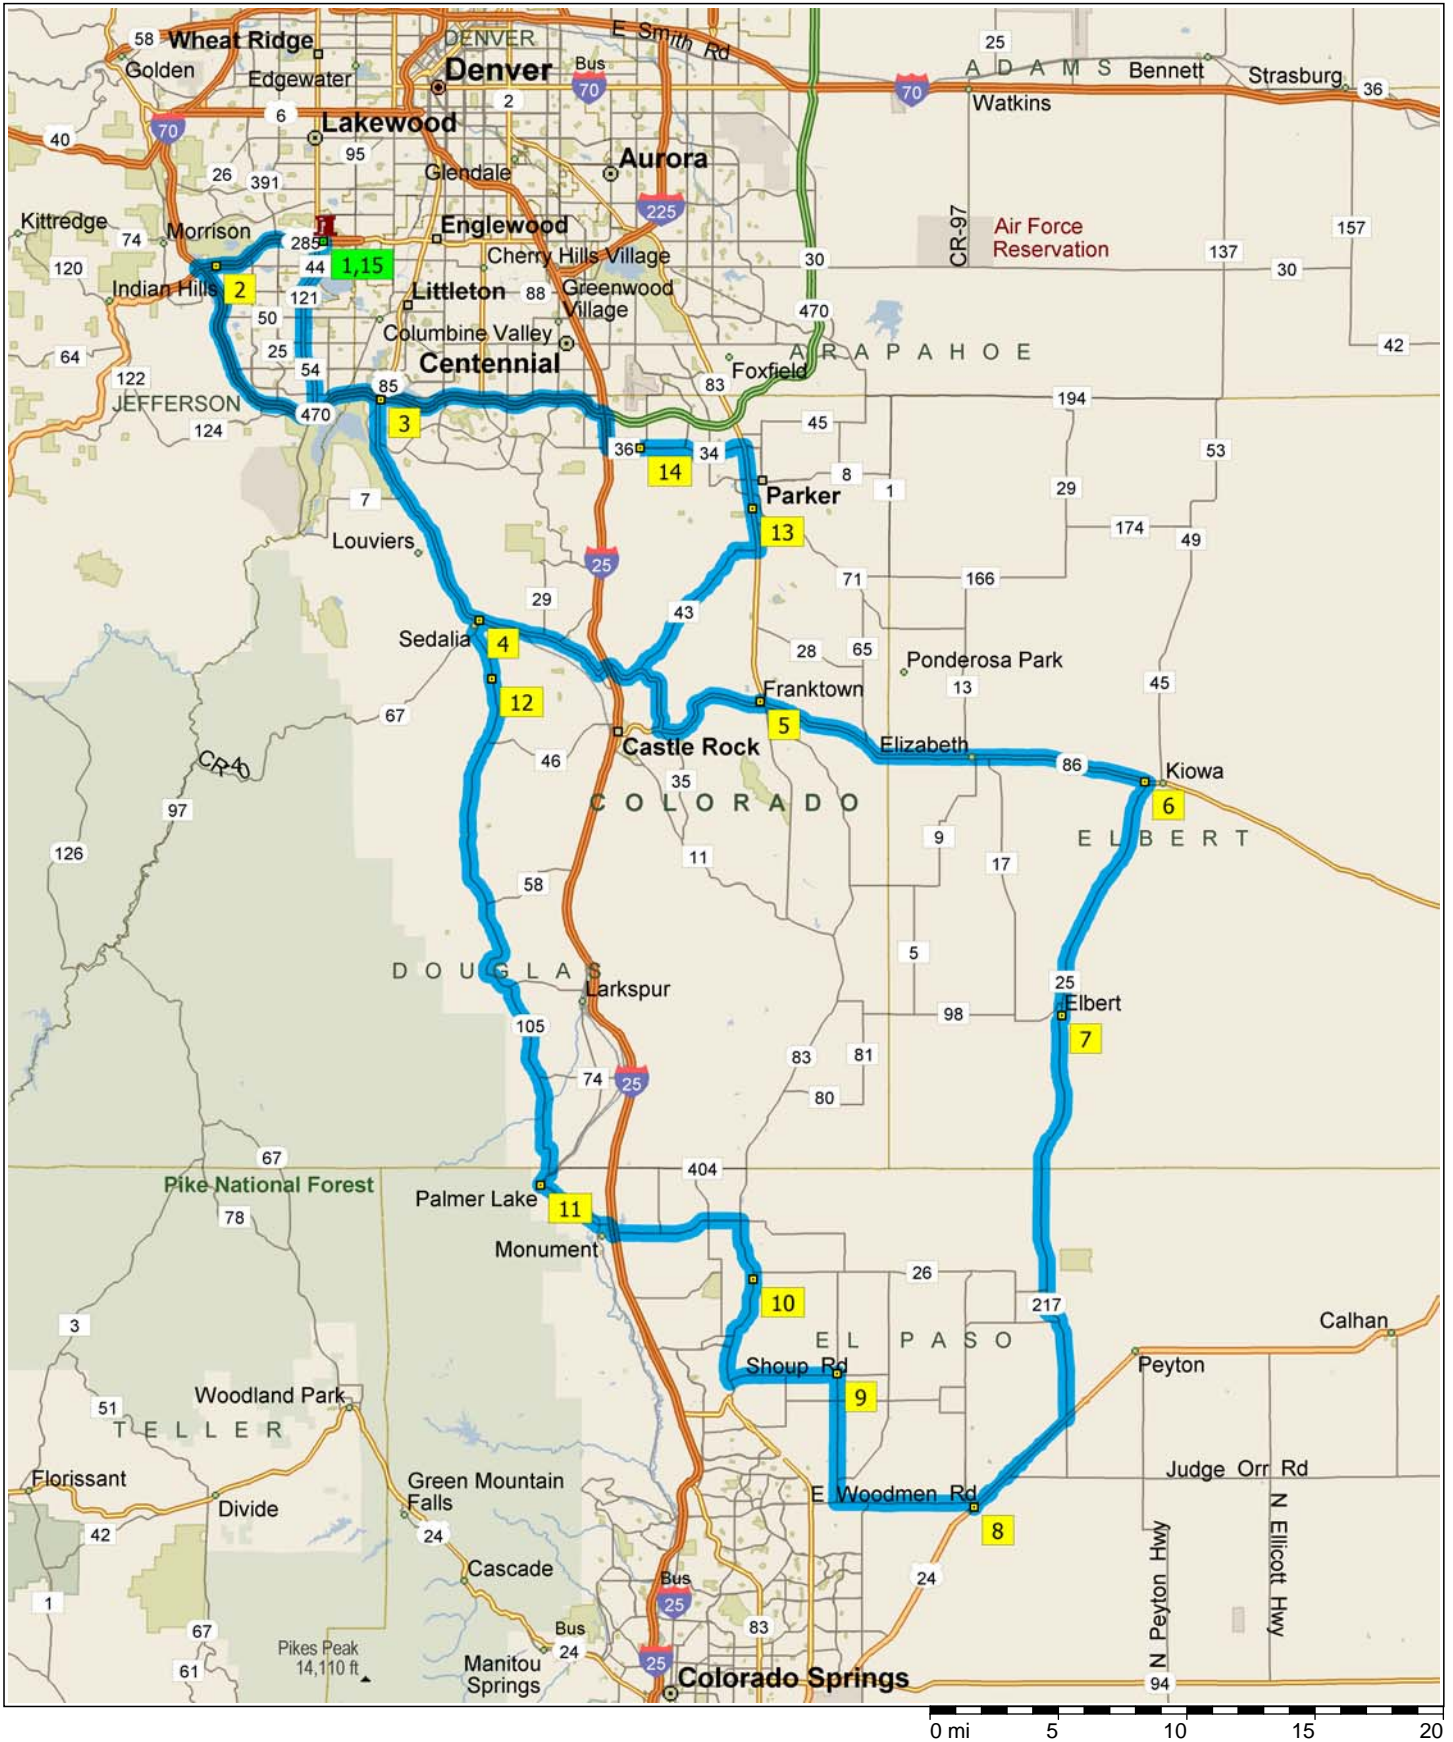 58
Wheat Ridge
DENVER
E Smith Rd
25
Golden
Edgewater
Denver
Bus
70
70
A D A M S
Bennett
Strasburg
36
Watkins
6
2
70
40
Lakewood
95
Aurora
Glendale
26
391
225
Kittredge
74
Morrison
285
Englewood
CR-97
Air Force
Reservation
157
137
120
44
1,15
Cherry Hills Village
30
30
Indian Hills
2
121
Littleton
88
Greenwood
Village
470
50
Columbine Valley
25
Centennial
A R A P A H O E
42
64
54
Foxfield
122
85
83
JEFFERSON
470
3
194
124
45
36
14
34
53
8
7
Parker
1
29
13
174
49
Louviers
25
71
166
29
43
Sedalia
4
28
65
Ponderosa Park
12
13
45
67
Franktown
5
Castle Rock
Elizabeth
86
Kiowa
46
CR-40
35
6
97
C O L O R A D O
E L B E R T
126
9
11
17
58
5
D O U G L A S
25
Larkspur
Elbert
98
7
105
83
81
74
25
80
67
404
Pike National Forest
Palmer Lake
11
78
Monument
26
10
217
3
E L P A S O
Calhan
Shoup Rd
Peyton
Woodland Park
9
51
T E L L E R
Florissant
Green Mountain
Falls
Judge Orr Rd
Divide
E Woodmen Rd
42
24
8
N Peyton Hwy
N Ellicott Hwy
Cascade
24
1
Bus
25
67
Bus
24
83
Pikes Peak
14,110 ft
61
Manitou
Springs
25
Colorado Springs
94
0 mi 5 10 15 20